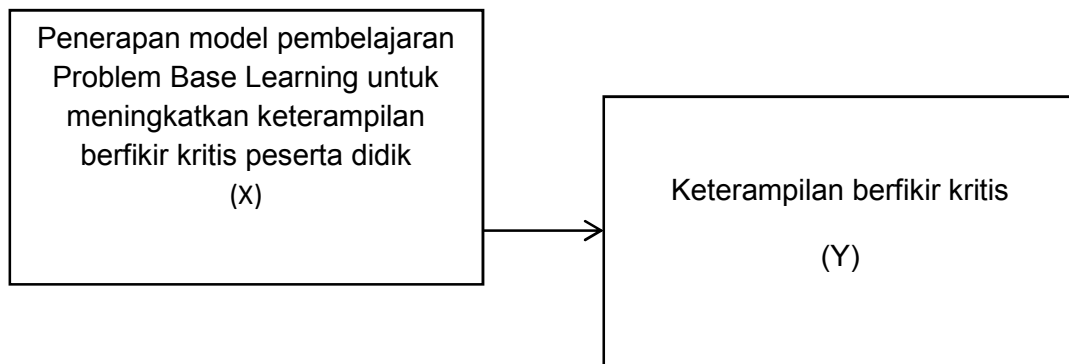 Penerapan model pembelajaran
Problem Base Learning untuk
meningkatkan keterampilan
berfikir kritis peserta didik
(X)
Keterampilan berfikir kritis
(Y)